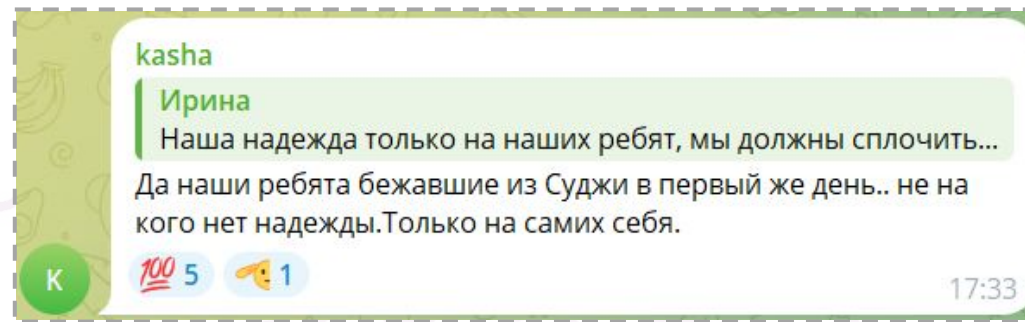 kasha
Ирина
Наша надежда только на наших ребят, мы должны сплочить...
Да наши ребята бежавшие из Суджи в первый же день.. не на
кого нет надежды.Только на самих себя.
💯 5 🫡 1
K
17:33